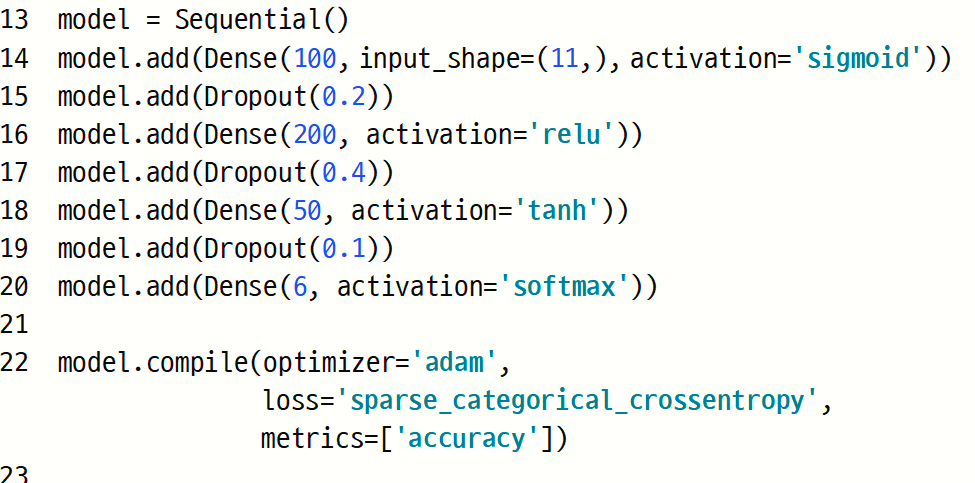 13 model = Sequential()
14 model.add(Dense(100, input_shape=(11,), activation='sigmoid'))
15 model.add(Dropout(0.2))
16 model.add(Dense(200, activation='relu'))
17 model.add(Dropout(0.4))
18 model.add(Dense(50, activation='tanh'))
19 model.add(Dropout(0.1))
20 model.add(Dense(6, activation='softmax'))
21
22 model.compile(optimizer='adam',
loss='sparse_categorical_crossentropy',
metrics=['accuracy'])
23